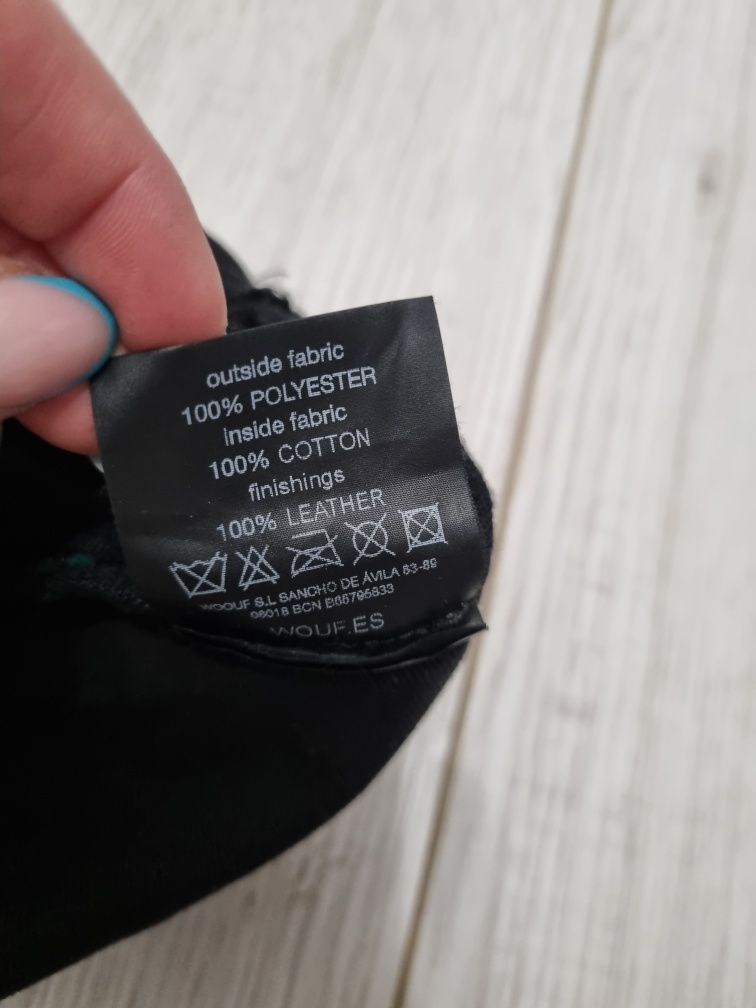 outside fabric
100% POLYESTER
inside fabric
100% COTTON
finishings
100% LEATHER
WOOUF S.L SANCHO DE ÁVILA 83-89
08018 BCN B66795833
WOUF.ES